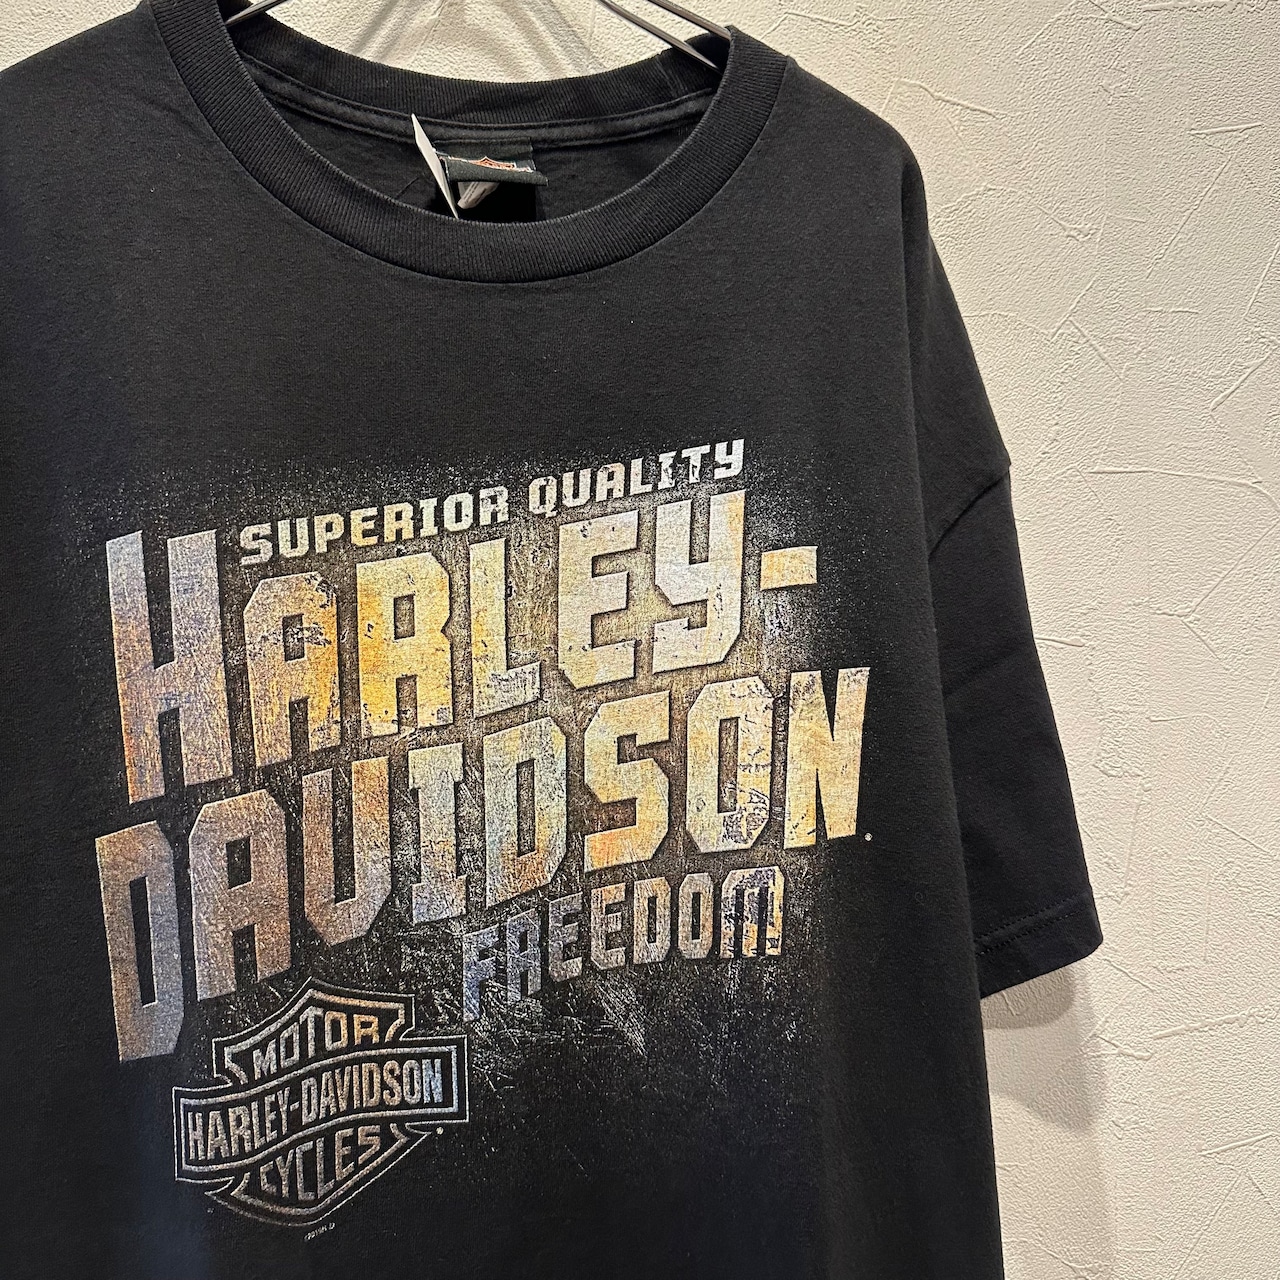 SUPERIOR QUALITY
HARLEY-
DAVIDSON
FREEDOM
MOTOR
HARLEY-DAVIDSON
CYCLES